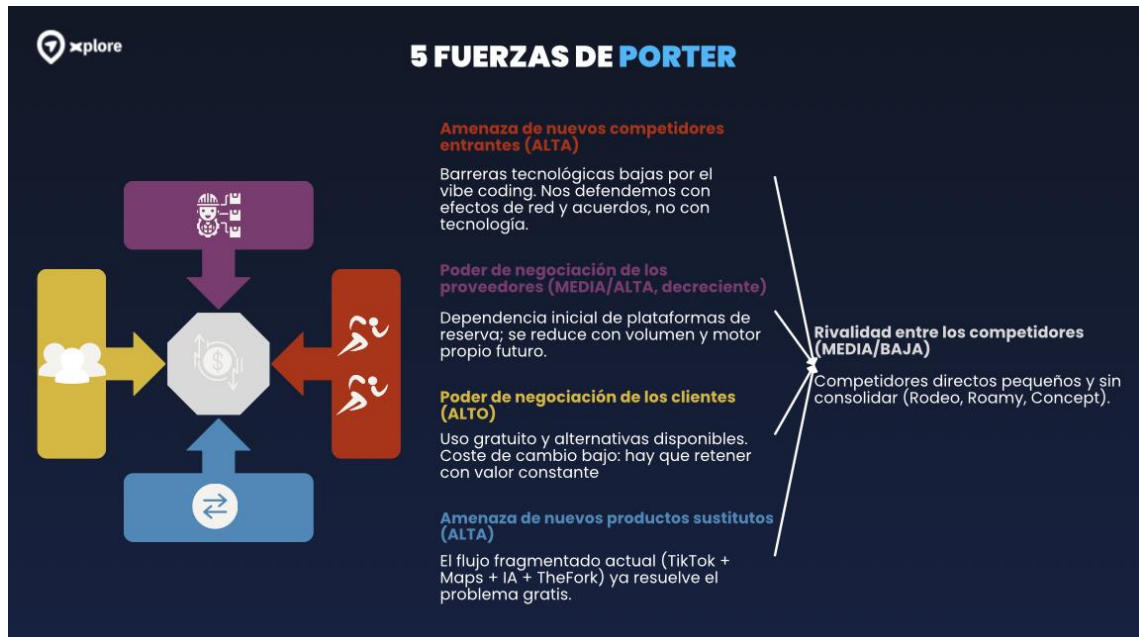 xplore
5 FUERZAS DE PORTER
Amenaza de nuevos competidores
entrantes (ALTA)
Barreras tecnológicas bajas por el
vibe coding. Nos defendemos con
efectos de red y acuerdos, no con
tecnología.
Poder de negociación de los
proveedores (MEDIA/ALTA, decreciente)
Dependencia inicial de plataformas de
reserva; se reduce con volumen y motor
propio futuro.
Poder de negociación de los clientes
(ALTO)
Uso gratuito y alternativas disponibles.
Coste de cambio bajo: hay que retener
con valor constante
Amenaza de nuevos productos sustitutos
(ALTA)
El flujo fragmentado actual (TikTok +
Maps + IA + TheFork) ya resuelve el
problema gratis.
Rivalidad entre los competidores
(MEDIA/BAJA)
Competidores directos pequeños y sin
consolidar (Rodeo, Roamy, Concept).